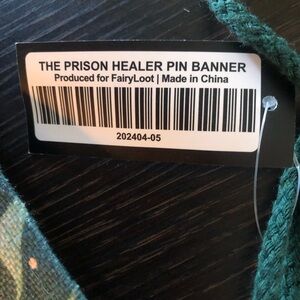 THE PRISON HEALER PIN BANNER
Produced for FairyLoot | Made in China
202404-05